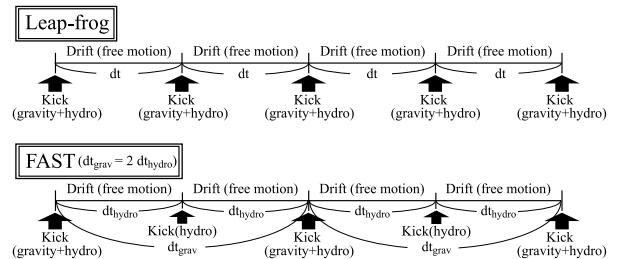 Leap-frog
Drift (free motion) Drift (free motion) Drift (free motion) Drift (free motion)
dt dt dt dt
Kick Kick Kick Kick Kick
(gravity+hydro) (gravity+hydro) (gravity+hydro) (gravity+hydro) (gravity+hydro)
FAST (dtgrav = 2 dthydro)
Drift (free motion) Drift (free motion) Drift (free motion) Drift (free motion)
dthydro dthydro dthydro dthydro
Kick(hydro) Kick(hydro)
Kick dtgrav Kick dtgrav Kick
(gravity+hydro) (gravity+hydro) (gravity+hydro)